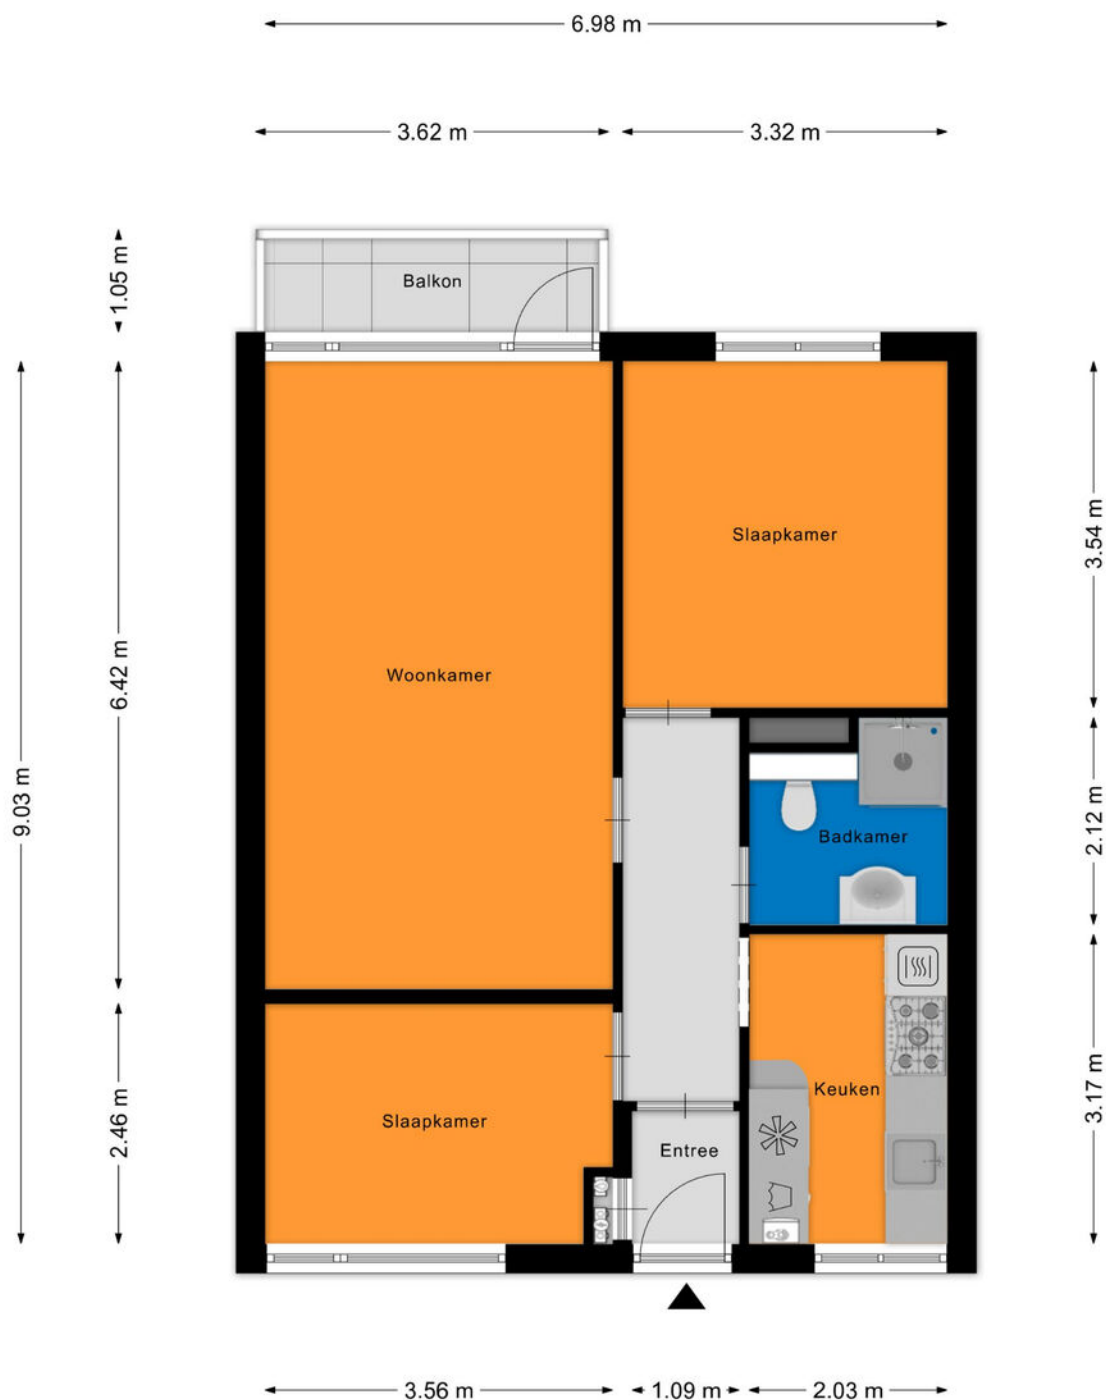 6.98 m
3.62 m
3.32 m
1.05 m
Balkon
Slaapkamer
3.54 m
Woonkamer
6.42 m
9.03 m
Badkamer
2.12 m
Keuken
3.17 m
Slaapkamer
2.46 m
Entree
3.56 m
1.09 m
2.03 m